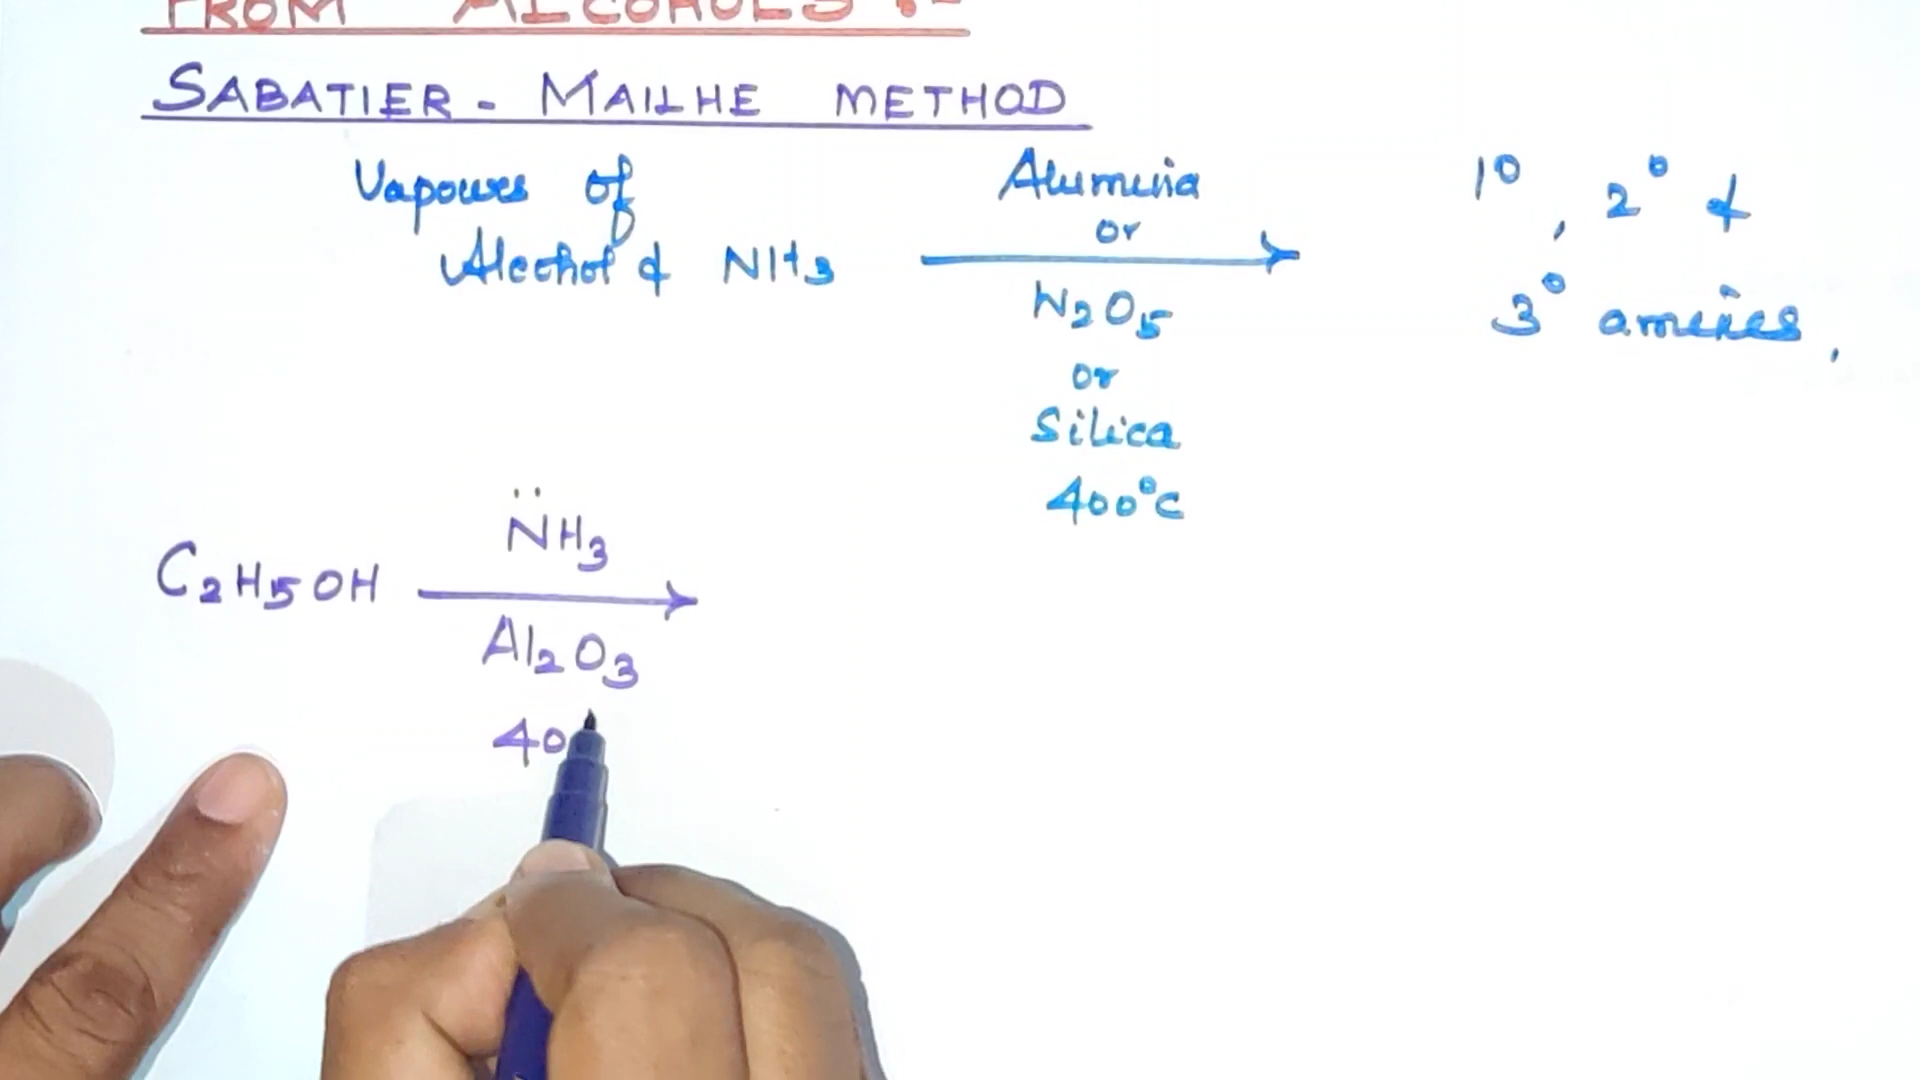 FROM ALCOHOLS :-
SABATIER - MAILHE METHOD
Vapours of Alumina 1°, 2° &
or
Alcohol & NH3 3° amines,
W2O5
or
Silica
400°C
NH3
C2H5OH
Al2O3
40